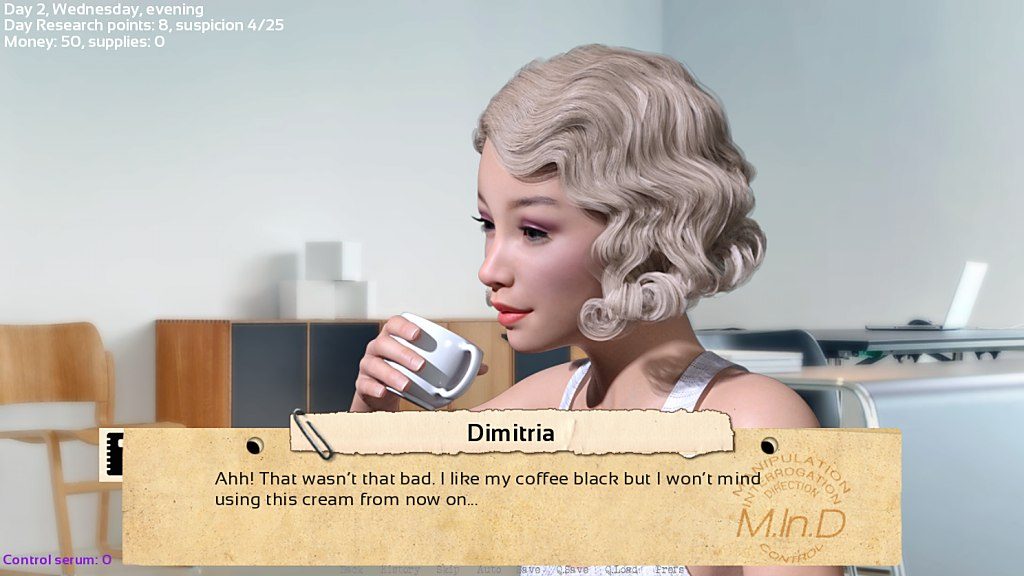 Day 2, Wednesday, evening
Day Research points: 8, suspicion 4/25
Money: 50, supplies: 0
Dimitria
Ahh! That wasn't that bad. I like my coffee black but I won't mind
using this cream from now on...
MANIPULATION
INTERROGATION
DIRECTION
M.In.D
CONTROL
Control serum: 0
Back History Skip Auto Save Q.Save Q.Load Prefs